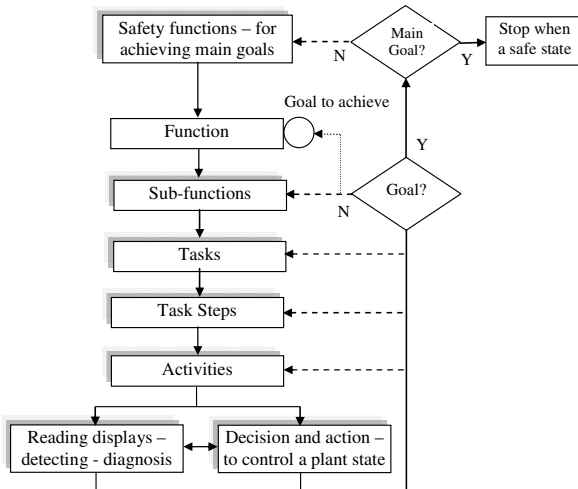 Safety functions – for
achieving main goals
N
Main
Goal?
Y
Stop when
a safe state
Goal to achieve
Function
Y
Sub-functions
N
Goal?
Tasks
Task Steps
Activities
Reading displays –
detecting - diagnosis
Decision and action –
to control a plant state